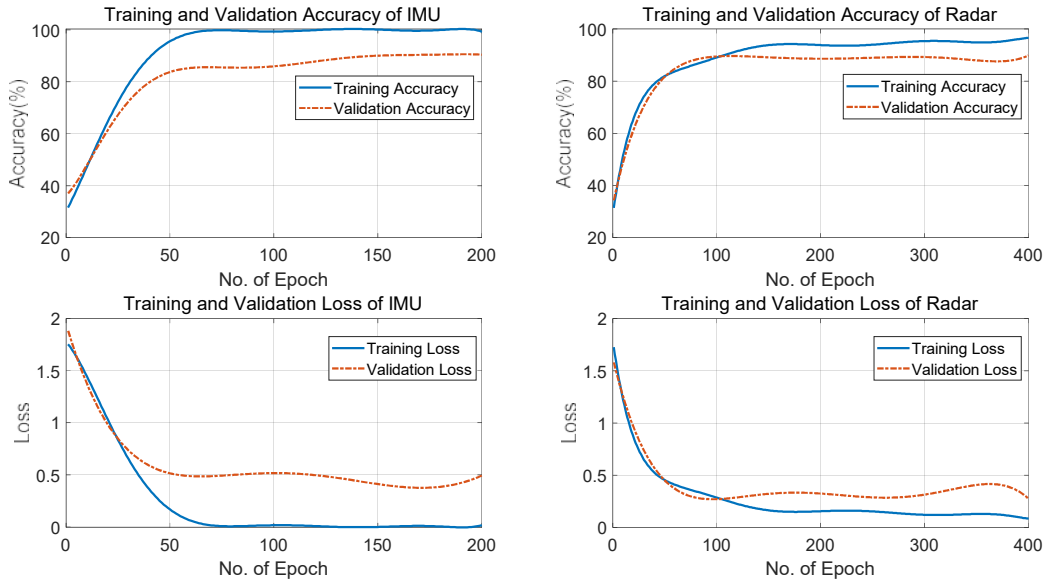 Training and Validation Accuracy of IMU
100
80
60
40
20
Accuracy(%)
Training Accuracy
Validation Accuracy
0 50 100 150 200
No. of Epoch
Training and Validation Accuracy of Radar
100
80
60
40
20
Accuracy(%)
Training Accuracy
Validation Accuracy
0 100 200 300 400
No. of Epoch
Training and Validation Loss of IMU
2
1.5
1
0.5
0
Loss
Training Loss
Validation Loss
0 50 100 150 200
No. of Epoch
Training and Validation Loss of Radar
2
1.5
1
0.5
0
Loss
Training Loss
Validation Loss
0 100 200 300 400
No. of Epoch